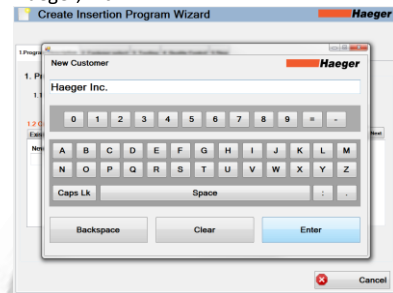 Create Insertion Program Wizard Haeger
New Customer Haeger
Haeger Inc.
0 1 2 3 4 5 6 7 8 9 = -
A B C D E F G H I J K L M
N O P Q R S T U V W X Y Z
Caps Lk Space : .
Backspace Clear Enter
Cancel